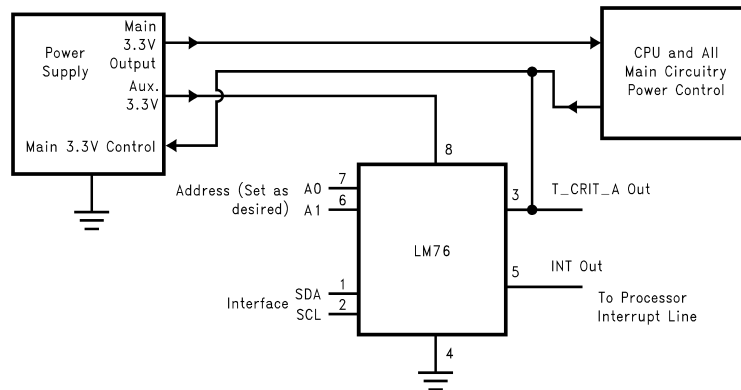 Power
Supply
Main
3.3V
Output
Aux.
3.3V
Main 3.3V Control
CPU and All
Main Circuitry
Power Control
8
Address (Set as
desired)
A0
7
A1
6
3
T_CRIT_A Out
LM76
5
INT Out
To Processor
Interrupt Line
Interface
SDA
1
SCL
2
4